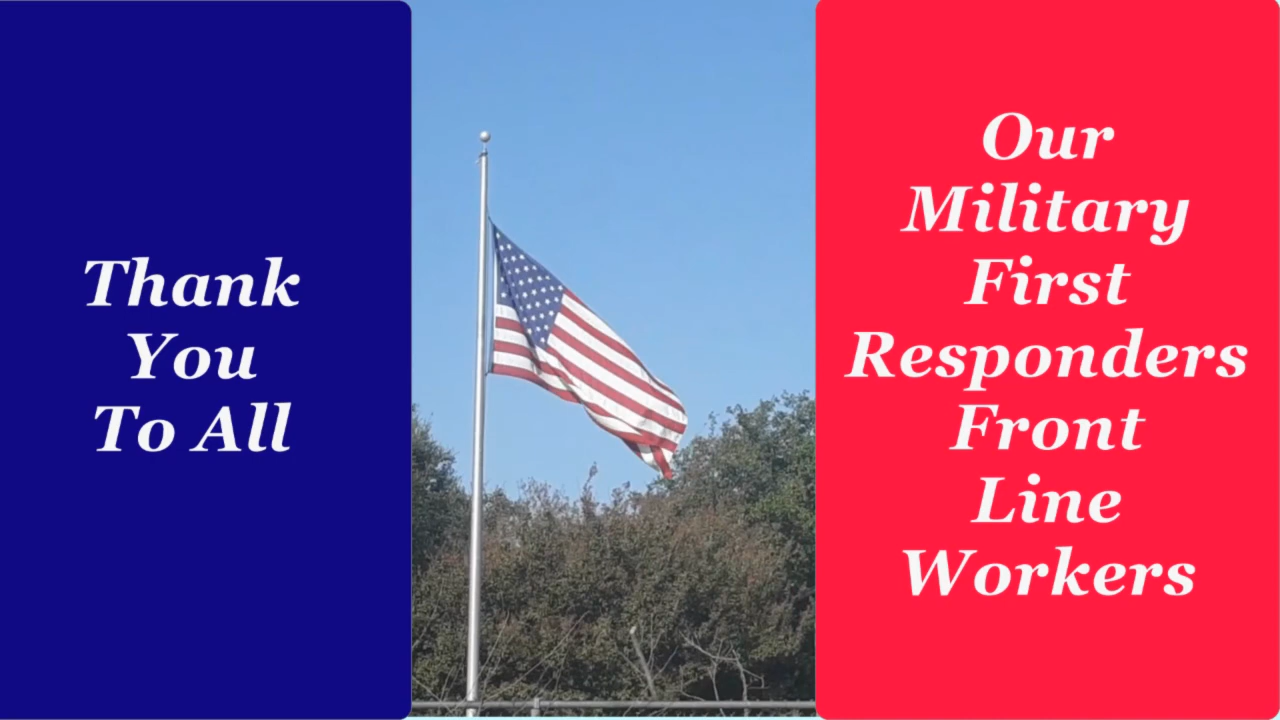 Thank
You
To All
Our
Military
First
Responders
Front
Line
Workers